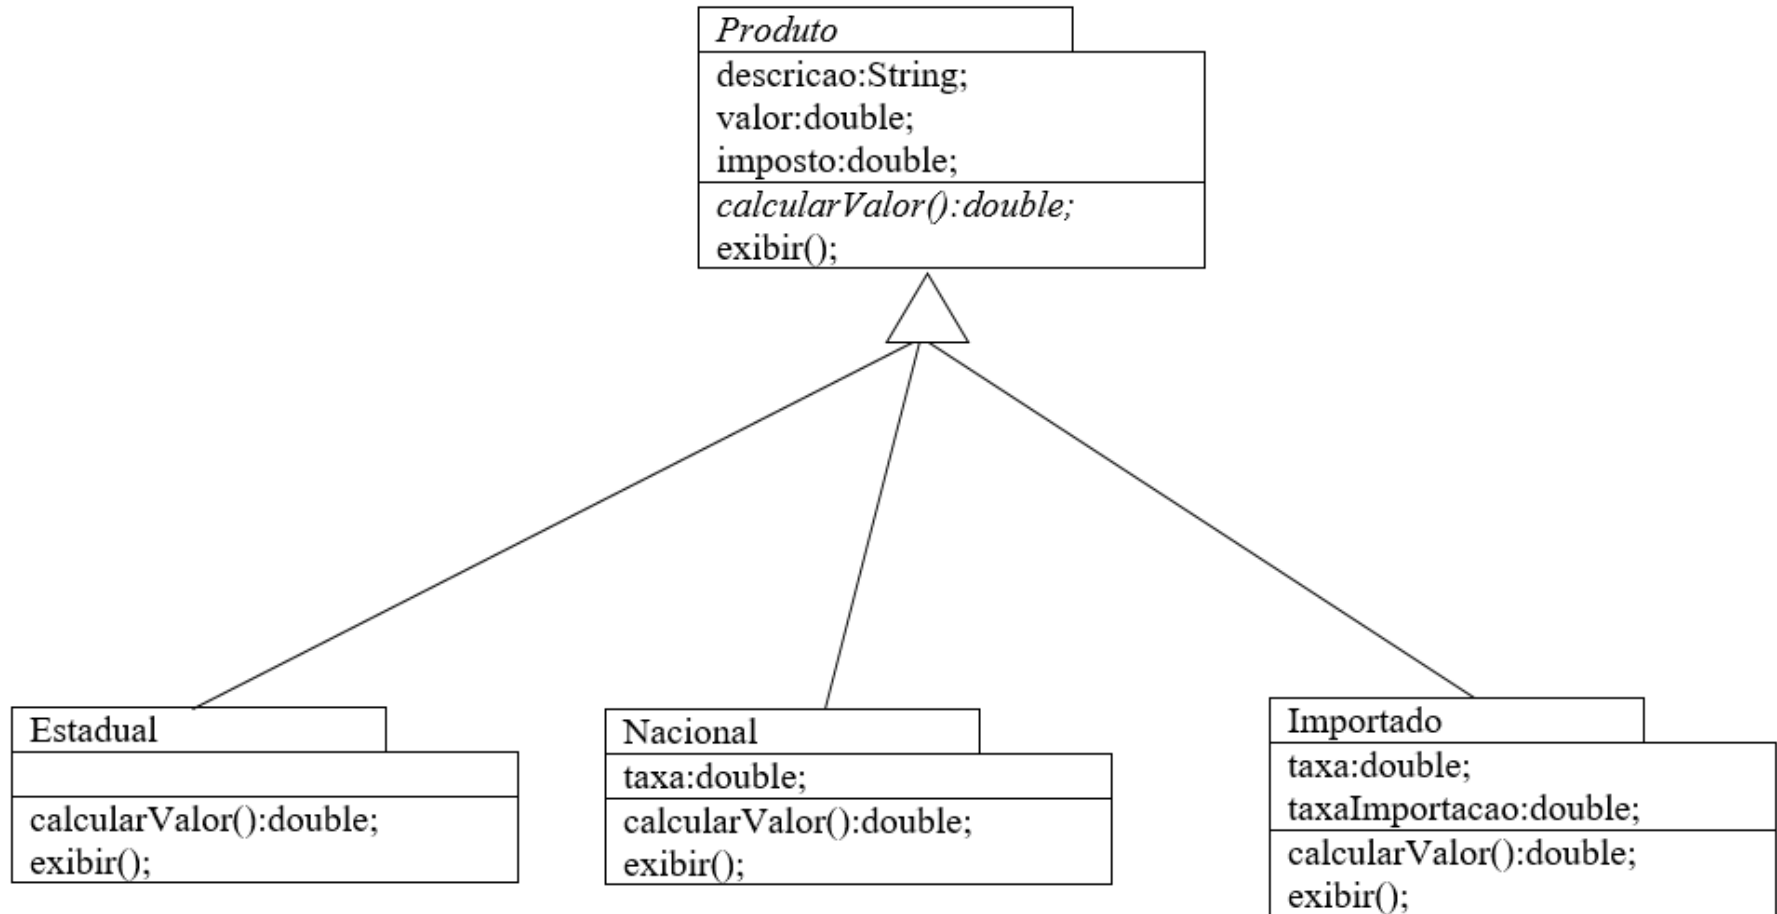 Produto
descricao:String;
valor:double;
imposto:double;
calcularValor():double;
exibir();
Estadual
calcularValor():double;
exibir();
Nacional
taxa:double;
calcularValor():double;
exibir();
Importado
taxa:double;
taxaImportacao:double;
calcularValor():double;
exibir();